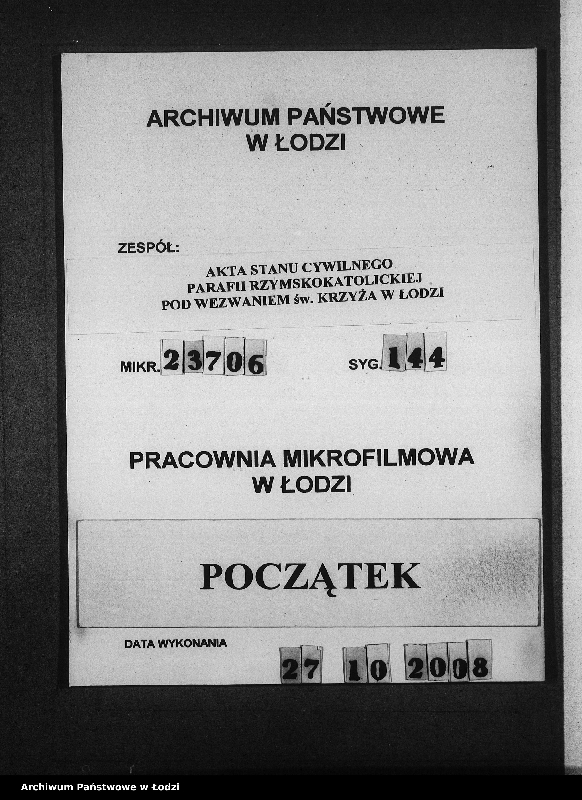 ARCHIWUM PAŃSTWOWE
W ŁODZI
ZESPÓŁ:
AKTA STANU CYWILNEGO
PARAFII RZYMSKOKATOLICKIEJ
POD WEZWANIEM św. KRZYŻA W ŁODZI
MIKR. 23706 SYG. 144
PRACOWNIA MIKROFILMOWA
W ŁODZI
POCZĄTEK
DATA WYKONANIA
27 10 2008
Archiwum Państwowe w Łodzi